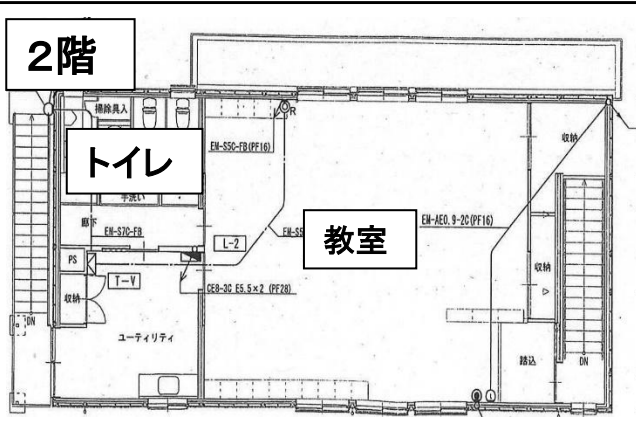 2階
掃除具入
トイレ
R
EM-S5C-FB(PF16)
収納
手洗い
廊下
EM-S7C-FB
L-2
EM-S5
教室
EM-AE0.9-2C(PF16)
PS
T-V
収納
収納
CE8-3C E5.5×2 (PF28)
ユーティリティ
DN
踏込
DN